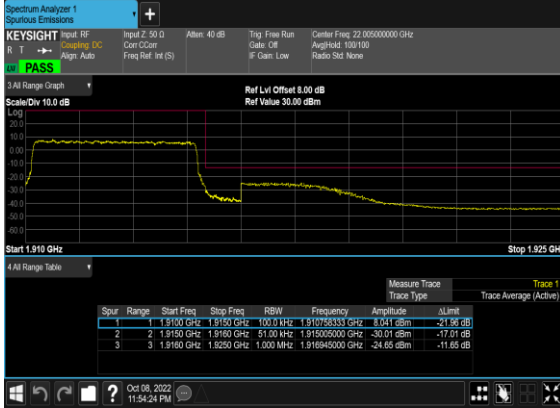 Spectrum Analyzer 1
Spurious Emissions
KEYSIGHT Input: RF Input Z: 50 Ω Atten: 40 dB Trig: Free Run Center Freq: 22.005000000 GHz
R T Coupling: DC Corr CCorr Gate: Off Avg|Hold: 100/100
Align: Auto Freq Ref: Int (S) IF Gain: Low Radio Std: None
PASS
3 All Range Graph
Ref Lvl Offset 8.00 dB
Scale/Div 10.0 dB Ref Value 30.00 dBm
Log
20.0
10.0
0.00
-10.0
-20.0
-30.0
-40.0
-50.0
-60.0
Start 1.910 GHz Stop 1.925 GH
4 All Range Table
Measure Trace Trace 1
Trace Type Trace Average (Active)
Spur Range Start Freq Stop Freq RBW Frequency Amplitude ΔLimit
1 1 1.9100 GHz 1.9150 GHz 100.0 kHz 1.910758333 GHz 8.041 dBm -21.96 dB
2 2 1.9150 GHz 1.9160 GHz 51.00 kHz 1.915005000 GHz -30.01 dBm -17.01 dB
3 3 1.9160 GHz 1.9250 GHz 1.000 MHz 1.916945000 GHz -24.65 dBm -11.65 dB
Oct 08, 2022
11:54:24 PM